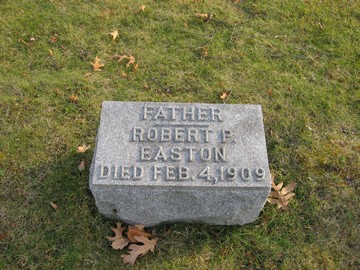 FATHER
ROBERT P.
EASTON
DIED FEB. 4, 1909